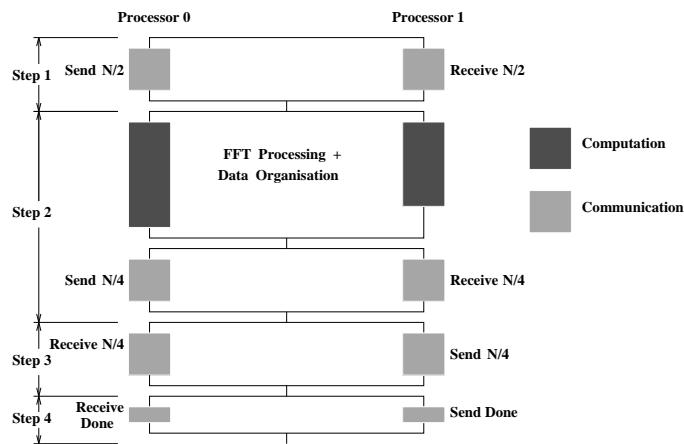 Processor 0
Processor 1
Step 1
Send N/2
Receive N/2
Step 2
FFT Processing +
Data Organisation
Computation
Communication
Send N/4
Receive N/4
Step 3
Receive N/4
Send N/4
Step 4
Receive
Done
Send Done